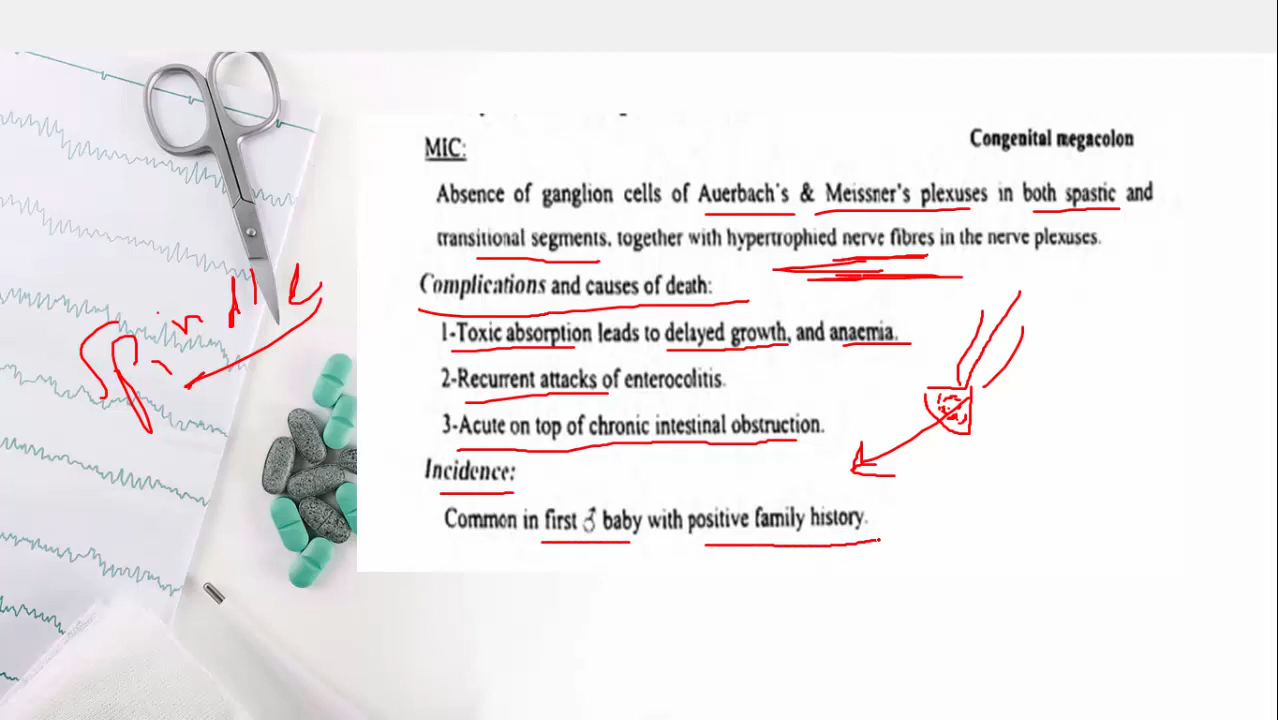 Congenital megacolon
MIC:
Absence of ganglion cells of Auerbach's & Meissner's plexuses in both spastic and
transitional segments, together with hypertrophied nerve fibres in the nerve plexuses.
Complications and causes of death:
1-Toxic absorption leads to delayed growth, and anaemia.
2-Recurrent attacks of enterocolitis.
3-Acute on top of chronic intestinal obstruction.
Incidence:
Common in first ♂ baby with positive family history.